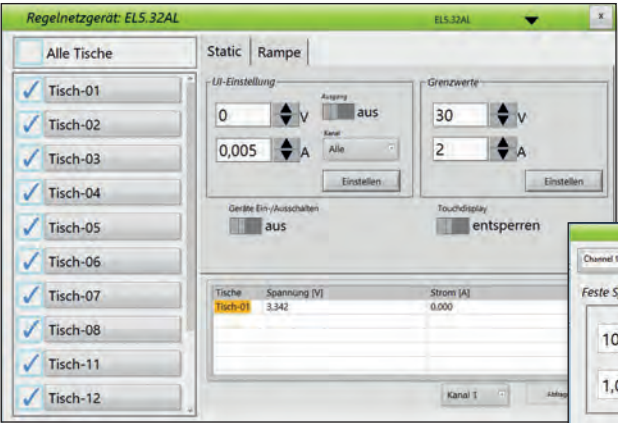 Regelnetzgerät: EL5.32AL
EL5.32AL
x
Alle Tische
Tisch-01
Tisch-02
Tisch-03
Tisch-04
Tisch-05
Tisch-06
Tisch-07
Tisch-08
Tisch-11
Tisch-12
Static
Rampe
UI-Einstellung
0
V
0,005
A
Ausgang
aus
Kanal
Alle
Einstellen
Grenzwerte
30
V
2
A
Einstellen
Geräte Ein-/Ausschalten
aus
Touchdisplay
entsperren
Tische Spannung [V] Strom [A]
Tisch-01 3,342 0.000
Kanal 1
Channel 1
Feste S
10
1,0